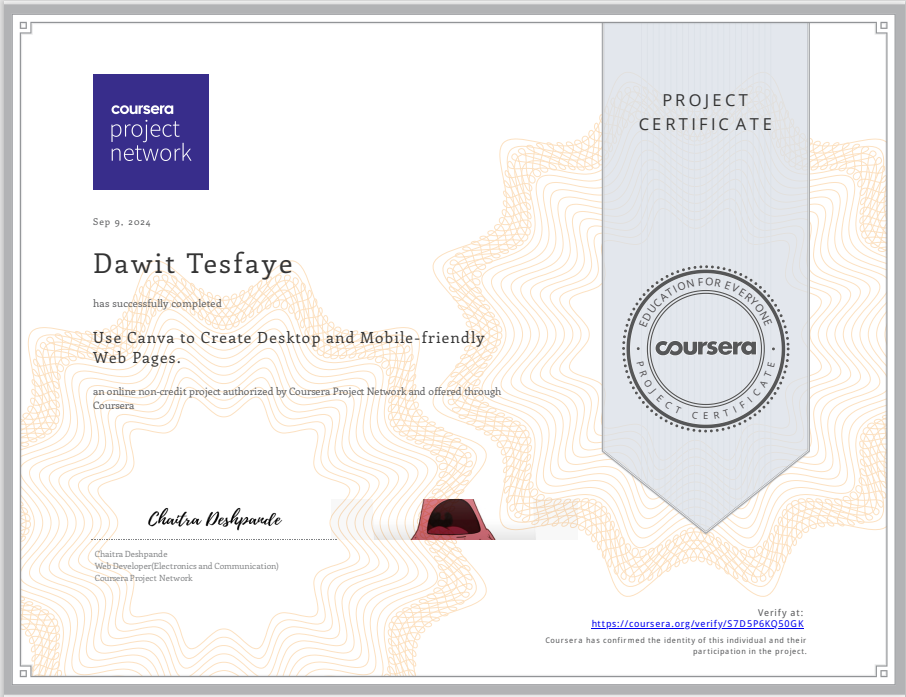 coursera
project
network
PROJECT
CERTIFICATE
Sep 9, 2024
Dawit Tesfaye
has successfully completed
Use Canva to Create Desktop and Mobile-friendly
Web Pages.
an online non-credit project authorized by Coursera Project Network and offered through
Coursera
EDUCATION FOR EVERYONE
coursera
PROJECT CERTIFICATE
Chaitra Deshpande
Chaitra Deshpande
Web Developer(Electronics and Communication)
Coursera Project Network
Verify at:
https://coursera.org/verify/S7D5P6KQ50GK
Coursera has confirmed the identity of this individual and their
participation in the project.